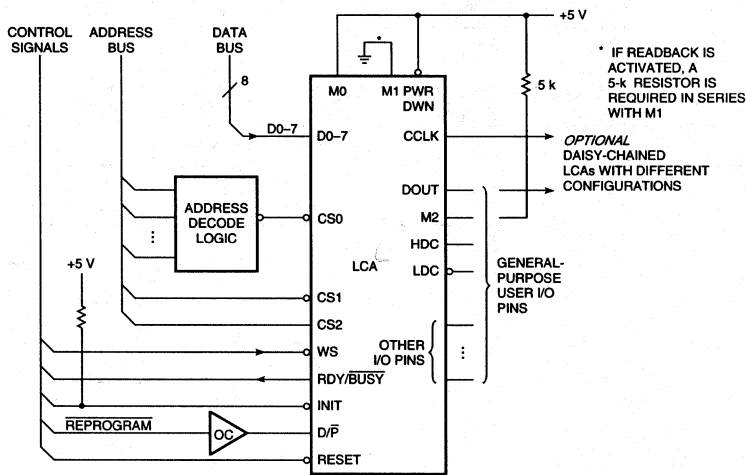 CONTROL
SIGNALS
ADDRESS
BUS
DATA
BUS
+5 V
*
8
5 k
* IF READBACK IS
ACTIVATED, A
5-k RESISTOR IS
REQUIRED IN SERIES
WITH M1
M0
M1
PWR
DWN
D0–7
D0–7
CCLK
OPTIONAL
DAISY-CHAINED
LCAs WITH DIFFERENT
CONFIGURATIONS
ADDRESS
DECODE
LOGIC
DOUT
CS0
M2
HDC
+5 V
LCA
LDC
GENERAL-
PURPOSE
USER I/O
PINS
CS1
CS2
OTHER
I/O PINS
WS
RDY/BUSY
INIT
REPROGRAM
OC
D/P
RESET